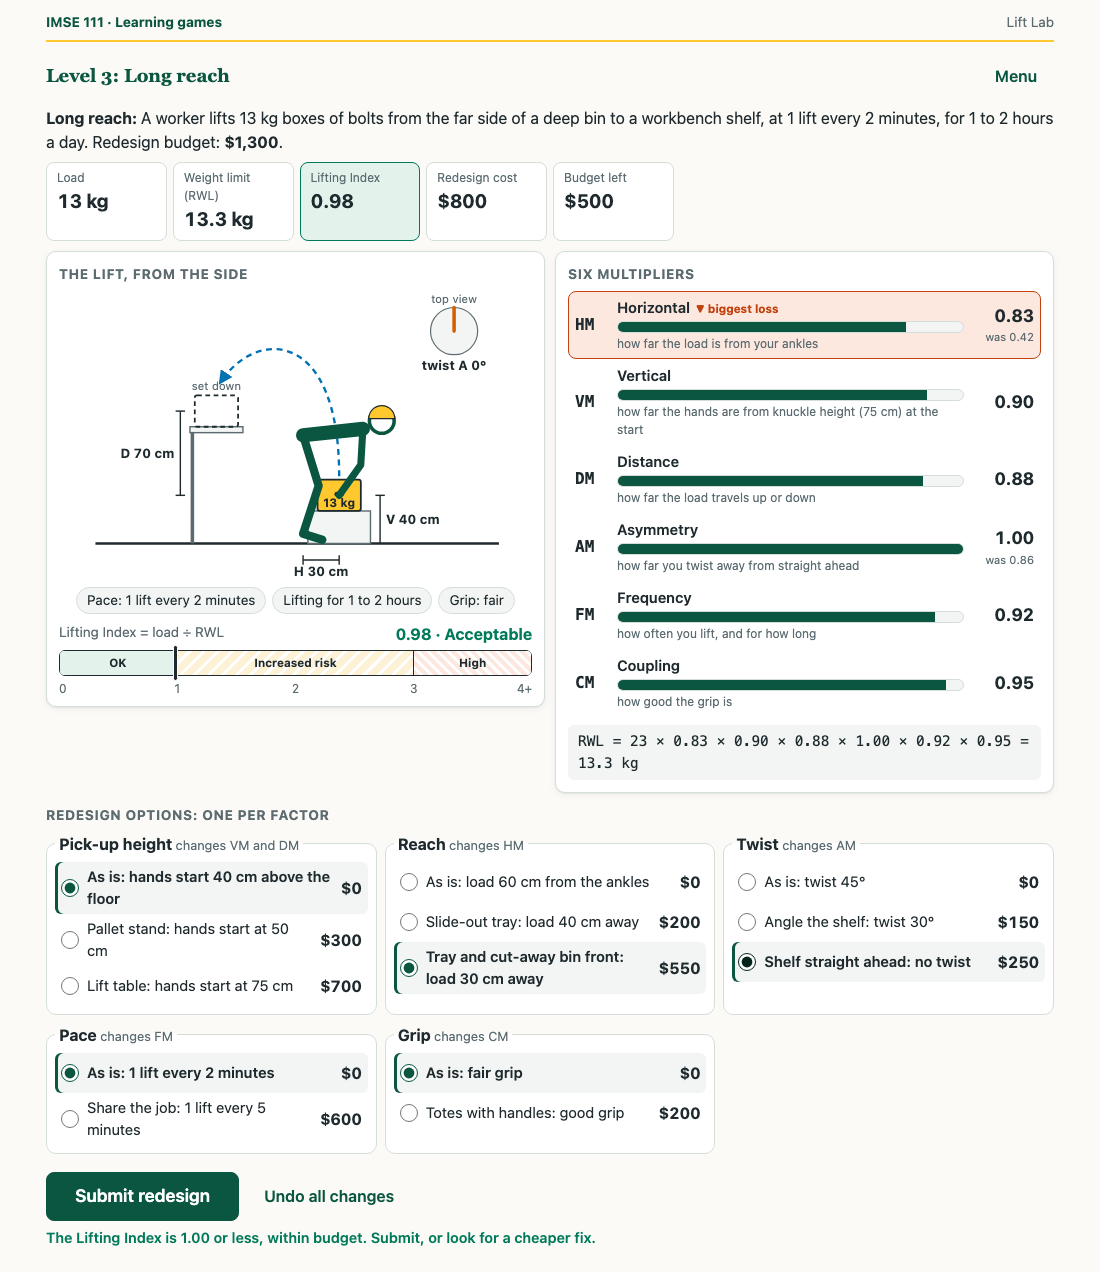 IMSE 111 · Learning games
Lift Lab
Level 3: Long reach
Menu
Long reach: A worker lifts 13 kg boxes of bolts from the far side of a deep bin to a workbench shelf, at 1 lift every 2 minutes, for 1 to 2 hours
a day. Redesign budget: $1,300.
Load
13 kg
Weight limit
(RWL)
13.3 kg
Lifting Index
0.98
Redesign cost
$800
Budget left
$500
THE LIFT, FROM THE SIDE
top view
twist A 0°
set down
D 70 cm
13 kg
V 40 cm
H 30 cm
Pace: 1 lift every 2 minutes
Lifting for 1 to 2 hours
Grip: fair
Lifting Index = load ÷ RWL
0.98 · Acceptable
OK
Increased risk
High
0
1
2
3
4+
SIX MULTIPLIERS
HM
Horizontal ▼ biggest loss
how far the load is from your ankles
0.83
was 0.42
VM
Vertical
how far the hands are from knuckle height (75 cm) at the
start
0.90
DM
Distance
how far the load travels up or down
0.88
AM
Asymmetry
how far you twist away from straight ahead
1.00
was 0.86
FM
Frequency
how often you lift, and for how long
0.92
CM
Coupling
how good the grip is
0.95
RWL = 23 × 0.83 × 0.90 × 0.88 × 1.00 × 0.92 × 0.95 =
13.3 kg
REDESIGN OPTIONS: ONE PER FACTOR
Pick-up height changes VM and DM
As is: hands start 40 cm above the
floor
$0
Pallet stand: hands start at 50
cm
$300
Lift table: hands start at 75 cm
$700
Reach changes HM
As is: load 60 cm from the ankles
$0
Slide-out tray: load 40 cm away
$200
Tray and cut-away bin front:
load 30 cm away
$550
Twist changes AM
As is: twist 45°
$0
Angle the shelf: twist 30°
$150
Shelf straight ahead: no twist
$250
Pace changes FM
As is: 1 lift every 2 minutes
$0
Share the job: 1 lift every 5
minutes
$600
Grip changes CM
As is: fair grip
$0
Totes with handles: good grip
$200
Submit redesign
Undo all changes
The Lifting Index is 1.00 or less, within budget. Submit, or look for a cheaper fix.